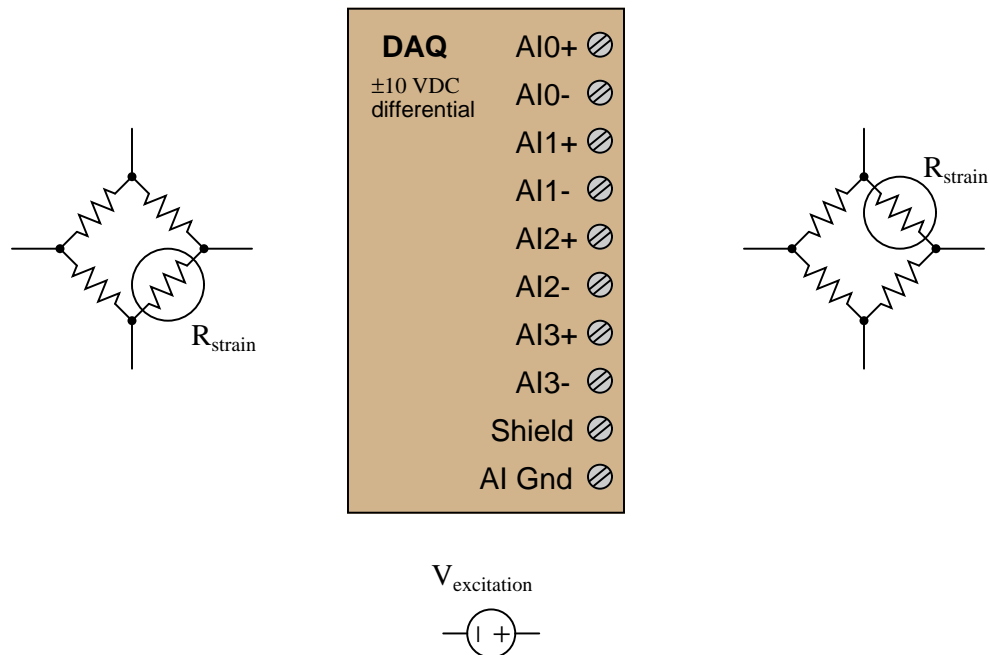 DAQ
±10 VDC
differential
AI0+
AI0-
AI1+
AI1-
AI2+
AI2-
AI3+
AI3-
Shield
AI Gnd
Rstrain
Rstrain
Vexcitation
- +